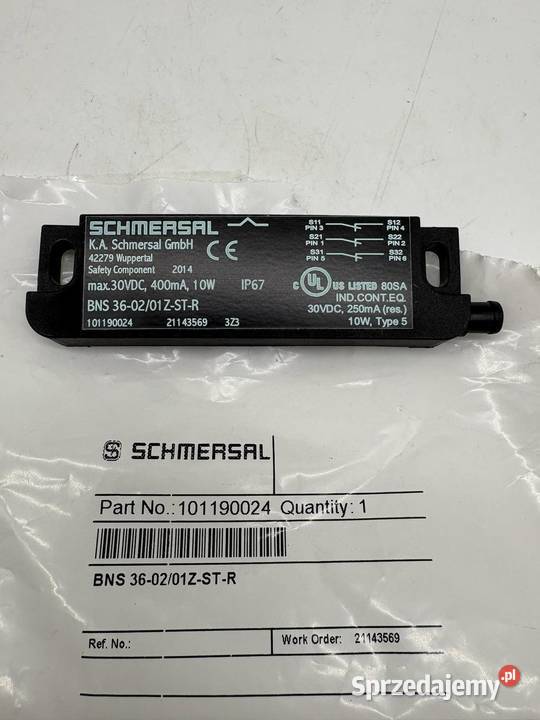 SCHMERSAL
K.A. Schmersal GmbH
42279 Wuppertal
Safety Component 2014
CE
max.30VDC, 400mA, 10W IP67
BNS 36-02/01Z-ST-R
101190024 21143569 3Z3
S11 S12
PIN 3 PIN 4
S21 S22
PIN 1 PIN 2
S31 S32
PIN 5 PIN 6
C UL US LISTED 80SA
IND.CONT.EQ.
30VDC, 250mA (res.)
10W, Type 5
SCHMERSAL
Part No.:101190024 Quantity: 1
BNS 36-02/01Z-ST-R
Ref. No.: Work Order: 21143569
Sprzedajemy.pl